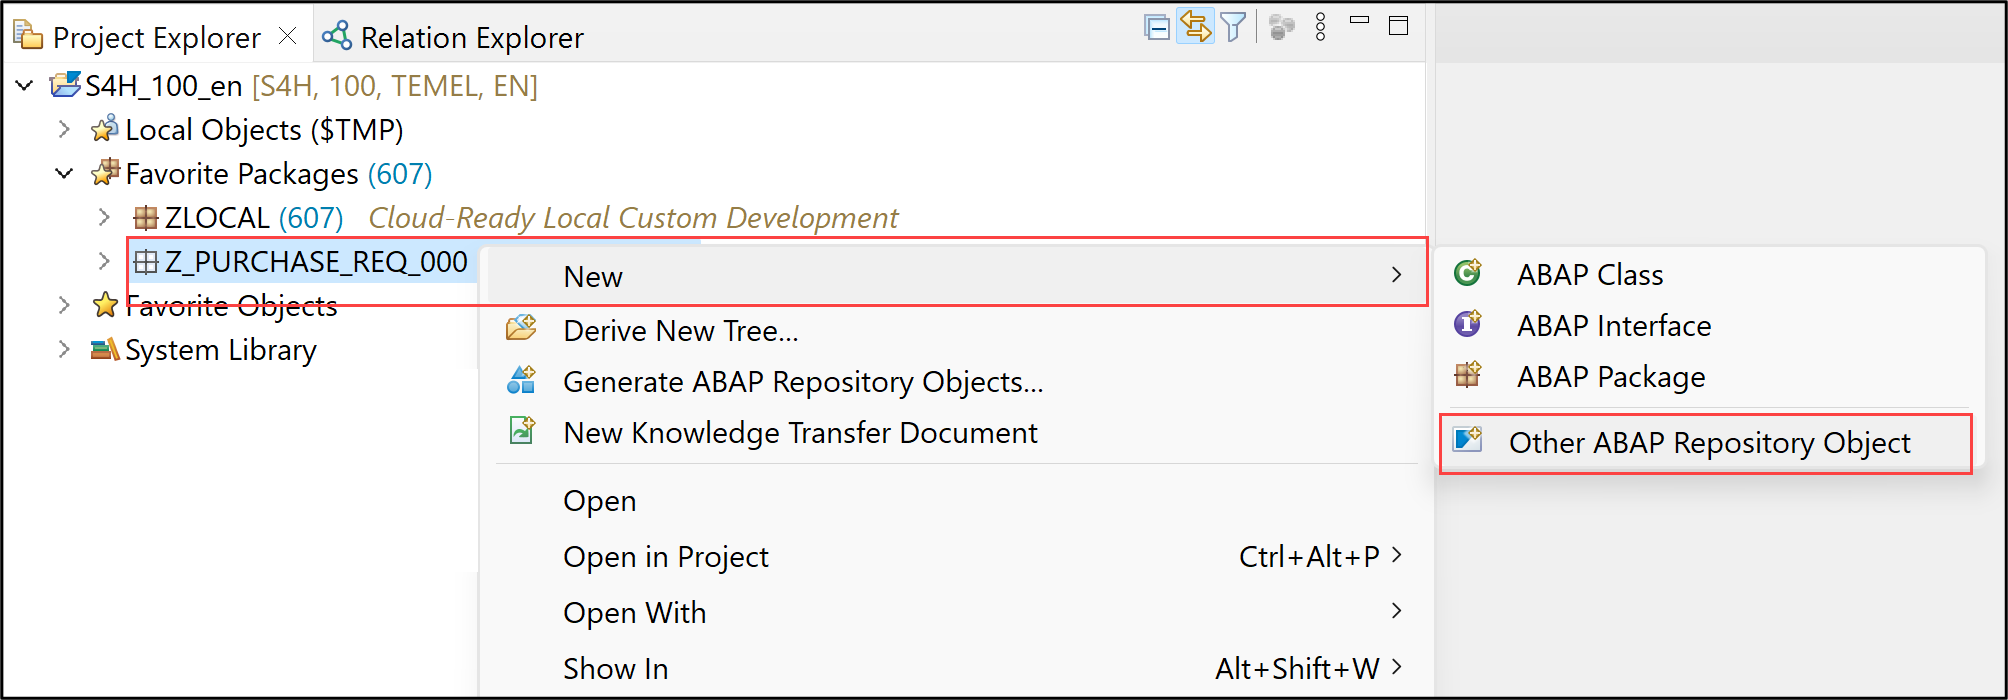 Project Explorer
Relation Explorer
S4H_100_en [S4H, 100, TEMEL, EN]
Local Objects ($TMP)
Favorite Packages (607)
ZLOCAL (607) Cloud-Ready Local Custom Development
Z_PURCHASE_REQ_000
Favorite Objects
System Library
New
Derive New Tree...
Generate ABAP Repository Objects...
New Knowledge Transfer Document
Open
Open in Project Ctrl+Alt+P
Open With
Show In Alt+Shift+W
ABAP Class
ABAP Interface
ABAP Package
Other ABAP Repository Object